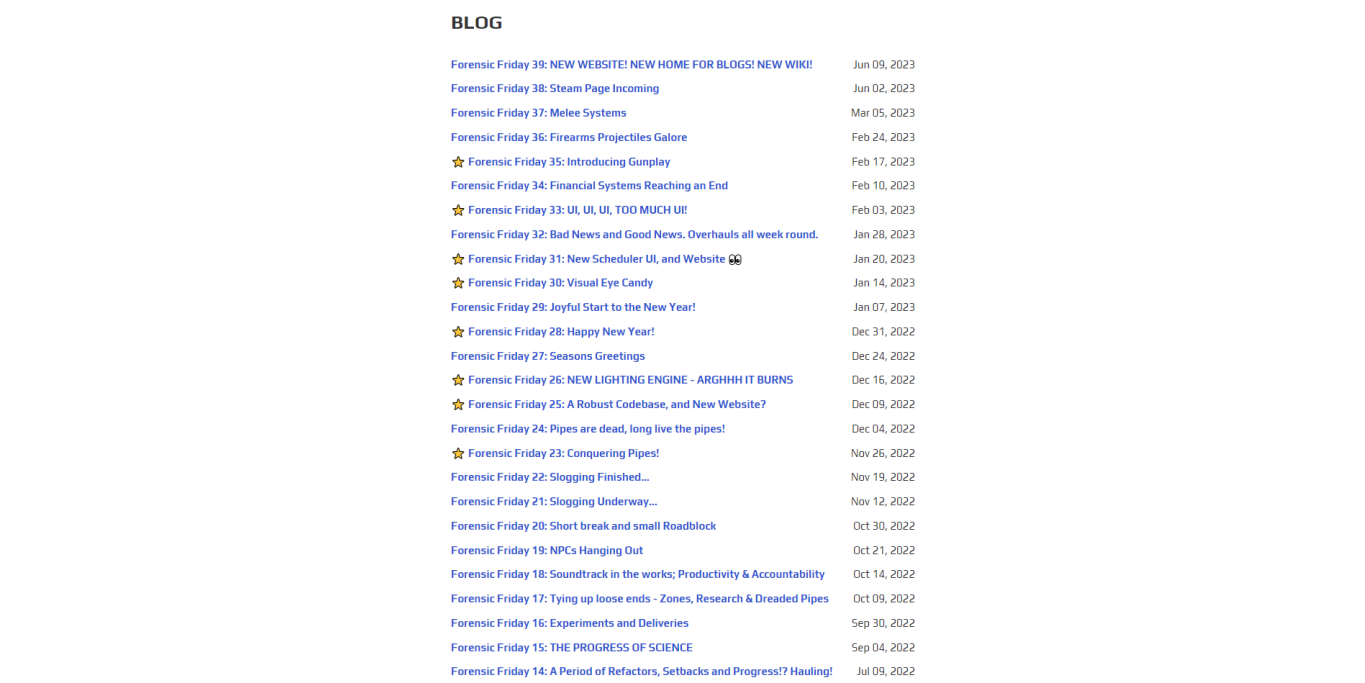 BLOG
Forensic Friday 39: NEW WEBSITE! NEW HOME FOR BLOGS! NEW WIKI! Jun 09, 2023
Forensic Friday 38: Steam Page Incoming Jun 02, 2023
Forensic Friday 37: Melee Systems Mar 05, 2023
Forensic Friday 36: Firearms Projectiles Galore Feb 24, 2023
⭐ Forensic Friday 35: Introducing Gunplay Feb 17, 2023
Forensic Friday 34: Financial Systems Reaching an End Feb 10, 2023
⭐ Forensic Friday 33: UI, UI, UI, TOO MUCH UI! Feb 03, 2023
Forensic Friday 32: Bad News and Good News. Overhauls all week round. Jan 28, 2023
⭐ Forensic Friday 31: New Scheduler UI, and Website 👀 Jan 20, 2023
⭐ Forensic Friday 30: Visual Eye Candy Jan 14, 2023
Forensic Friday 29: Joyful Start to the New Year! Jan 07, 2023
⭐ Forensic Friday 28: Happy New Year! Dec 31, 2022
Forensic Friday 27: Seasons Greetings Dec 24, 2022
⭐ Forensic Friday 26: NEW LIGHTING ENGINE - ARGHHH IT BURNS Dec 16, 2022
⭐ Forensic Friday 25: A Robust Codebase, and New Website? Dec 09, 2022
Forensic Friday 24: Pipes are dead, long live the pipes! Dec 04, 2022
⭐ Forensic Friday 23: Conquering Pipes! Nov 26, 2022
Forensic Friday 22: Slogging Finished... Nov 19, 2022
Forensic Friday 21: Slogging Underway... Nov 12, 2022
Forensic Friday 20: Short break and small Roadblock Oct 30, 2022
Forensic Friday 19: NPCs Hanging Out Oct 21, 2022
Forensic Friday 18: Soundtrack in the works; Productivity & Accountability Oct 14, 2022
Forensic Friday 17: Tying up loose ends - Zones, Research & Dreaded Pipes Oct 09, 2022
Forensic Friday 16: Experiments and Deliveries Sep 30, 2022
Forensic Friday 15: THE PROGRESS OF SCIENCE Sep 04, 2022
Forensic Friday 14: A Period of Refactors, Setbacks and Progress!? Hauling! Jul 09, 2022